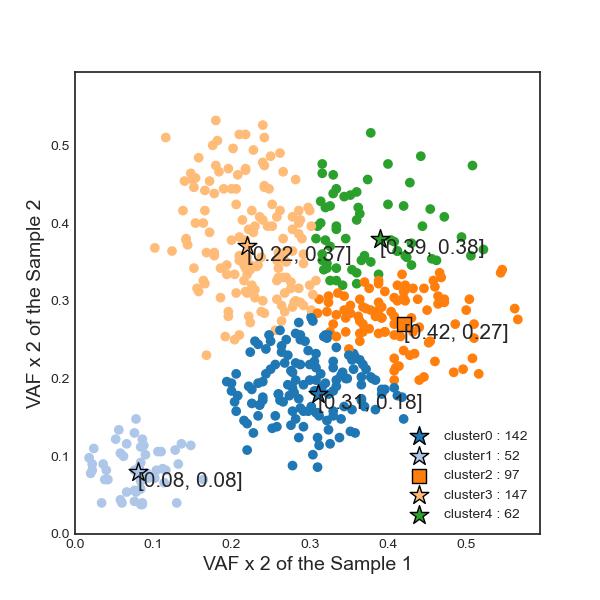 VAF x 2 of the Sample 2
0.5
0.4
0.3
0.2
0.1
0.0
[0.22, 0.37]
[0.39, 0.38]
[0.42, 0.27]
[0.31, 0.18]
[0.08, 0.08]
cluster0 : 142
cluster1 : 52
cluster2 : 97
cluster3 : 147
cluster4 : 62
0.0 0.1 0.2 0.3 0.4 0.5
VAF x 2 of the Sample 1